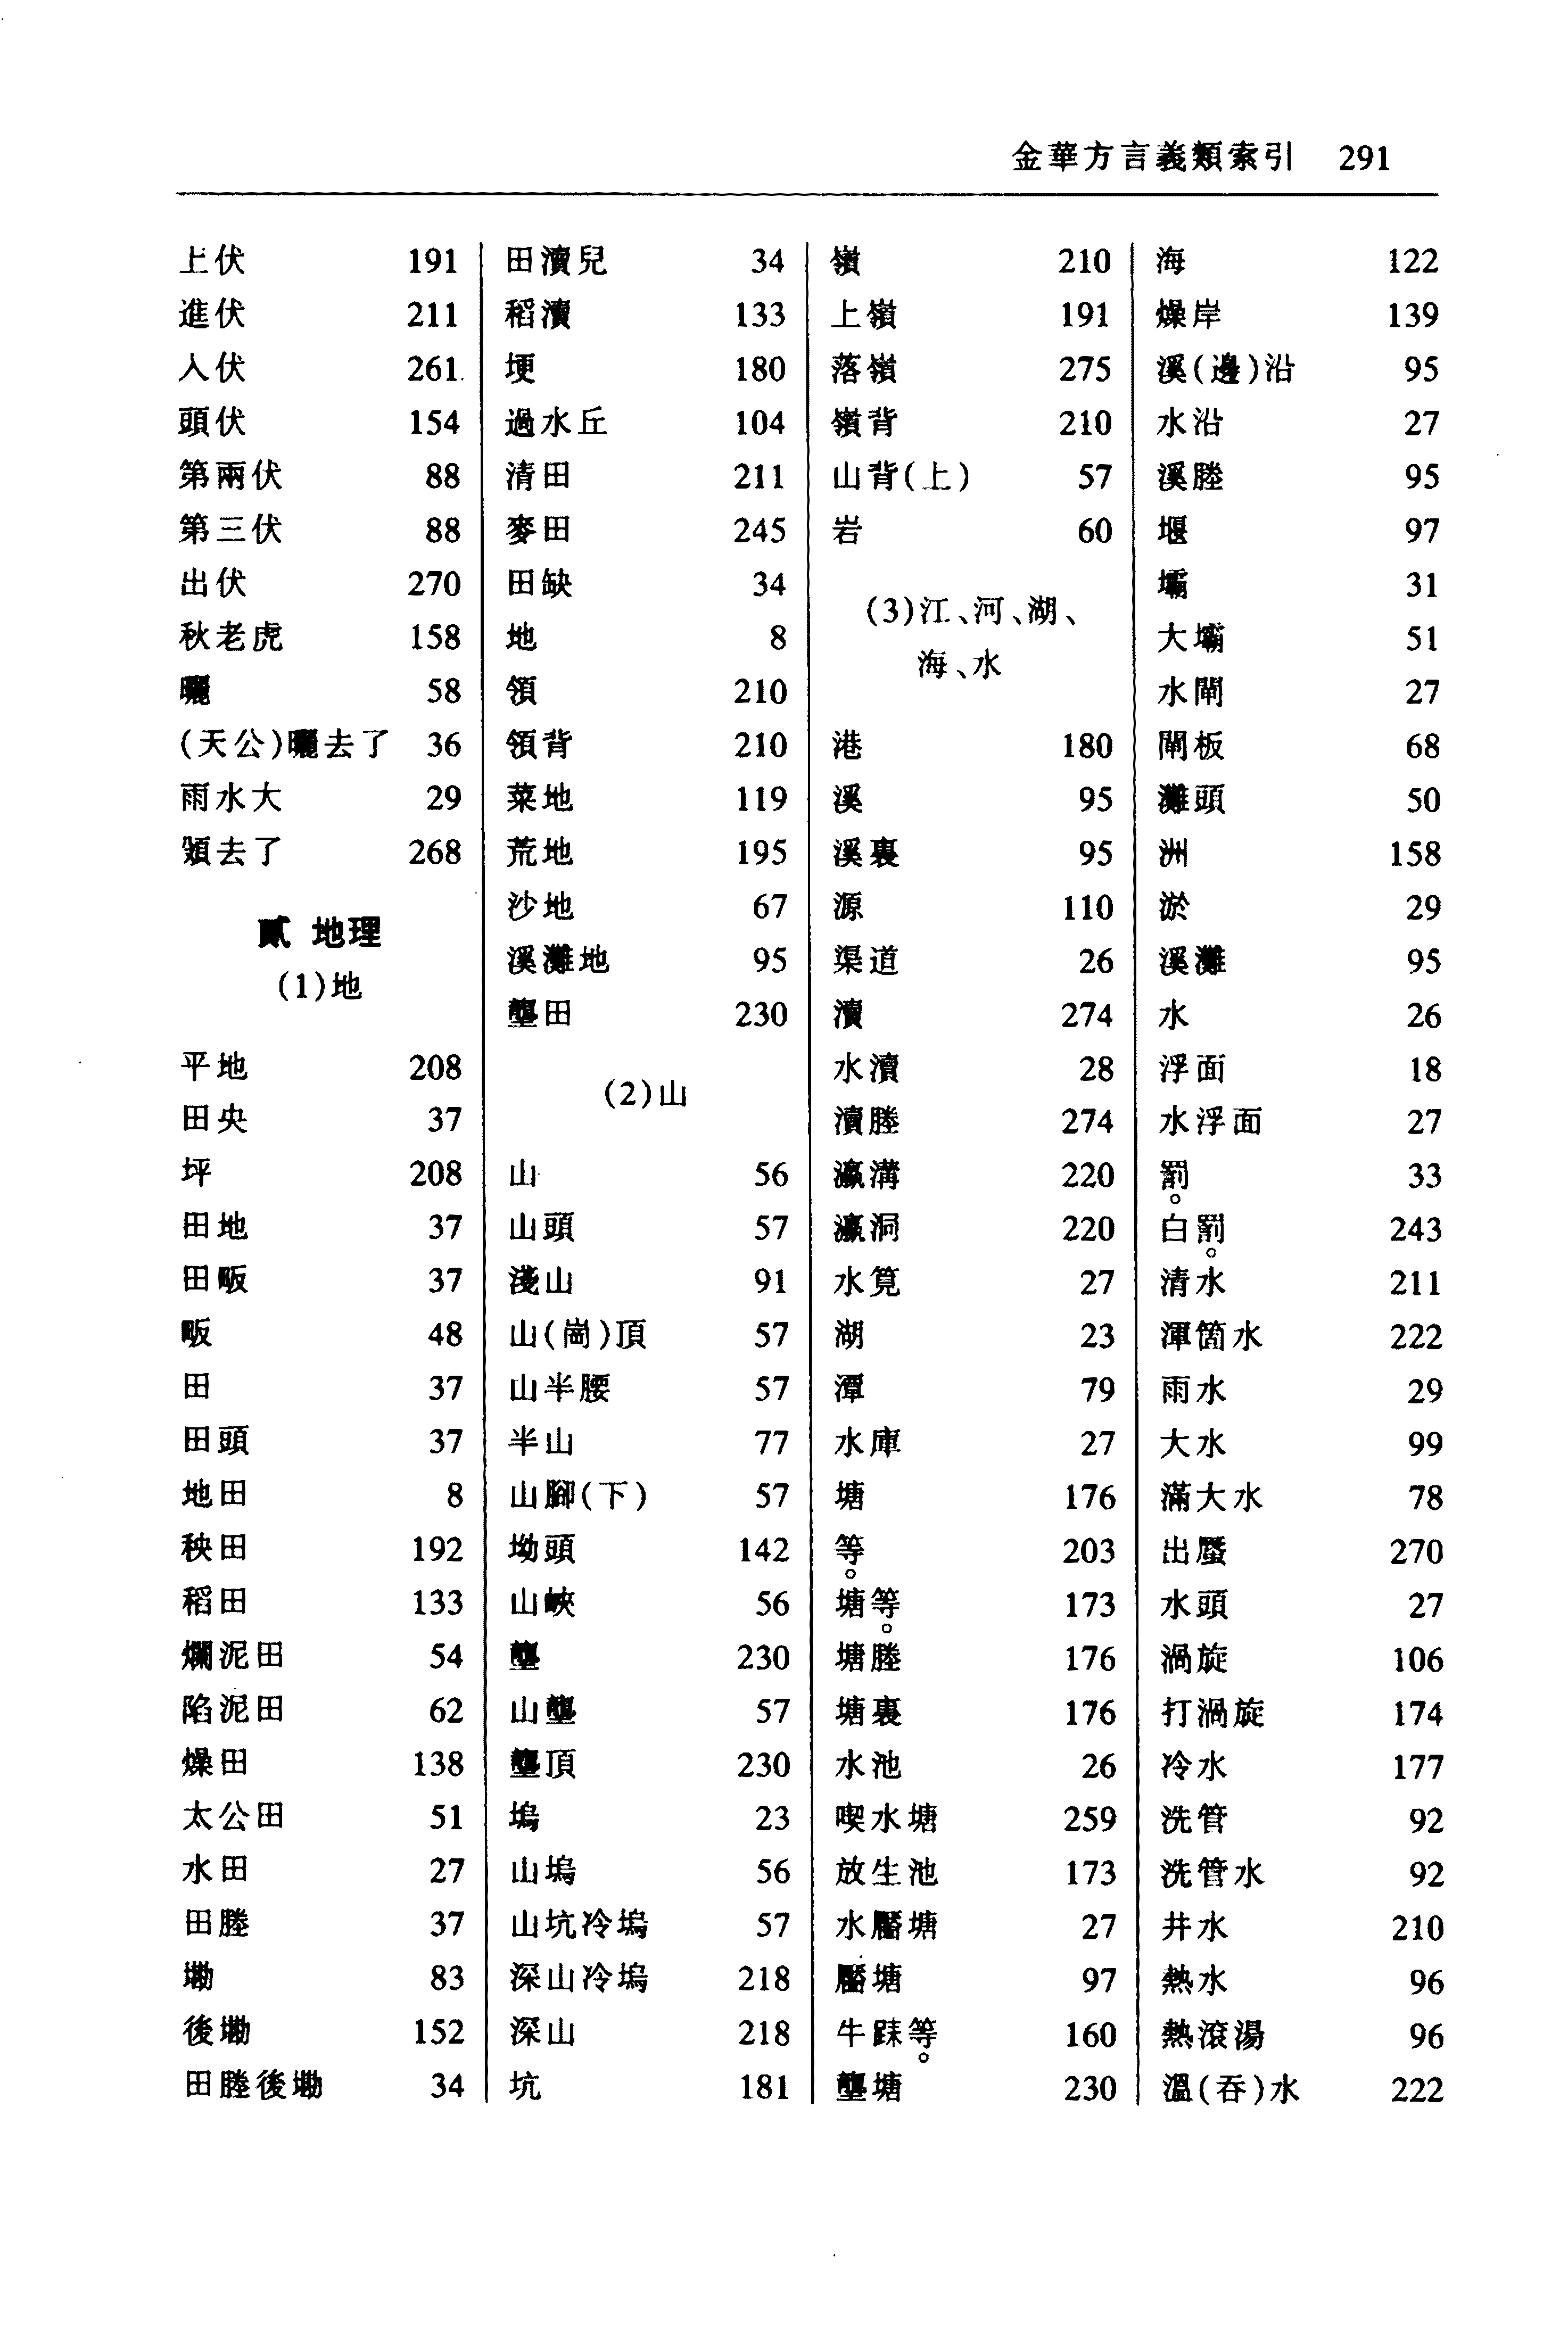 金華方言義類索引 291
上伏 191
進伏 211
入伏 261
頭伏 154
第兩伏 88
第三伏 88
出伏 270
秋老虎 158
曬 58
(天公)曬去了 36
雨水大 29
去了 268
貳 地理
(1)地
平地 208
田央 37
坪 208
田地 37
田畈 37
畈 48
田 37
田頭 37
地田 8
秧田 192
稻田 133
爛泥田 54
陷泥田 62
燥田 138
太公田 51
水田 27
田塍 37
墈 83
後墈 152
田塍後墈 34
田瀆兒 34
稻瀆 133
埂 180
過水丘 104
清田 211
麥田 245
田缺 34
地 8
領 210
領背 210
菜地 119
荒地 195
沙地 67
溪灘地 95
壟田 230
(2)山
山 56
山頭 57
淺山 91
山(崗)頂 57
山半腰 57
半山 77
山腳(下) 57
坳頭 142
山峽 56
壟 230
山壟 57
壟頂 230
塢 23
山塢 56
山坑冷塢 57
深山冷塢 218
深山 218
坑 181
嶺 210
上嶺 191
落嶺 275
嶺背 210
山背(上) 57
岩 60
(3)江、河、湖、
海、水
港 180
溪 95
溪裏 95
源 110
渠道 26
瀆 274
水瀆 28
瀆塍 274
瀛溝 220
瀛洞 220
水筧 27
湖 23
潭 79
水庫 27
塘 176
等。 203
塘等。 173
塘塍 176
塘裏 176
水池 26
喫水塘 259
放生池 173
水塘 27
塘 97
牛等。 160
壟塘 230
海 122
燥岸 139
溪(邊)沿 95
水沿 27
溪塍 95
堰 97
壩 31
大壩 51
水閘 27
閘板 68
灘頭 50
洲 158
淤 29
溪灘 95
水 26
浮面 18
水浮面 27
罰。 33
白罰。 243
清水 211
渾箇水 222
雨水 29
大水 99
滿大水 78
出蜃 270
水頭 27
渦旋 106
打渦旋 174
冷水 177
洗管 92
洗管水 92
井水 210
熱水 96
熱滾湯 96
溫(吞)水 222